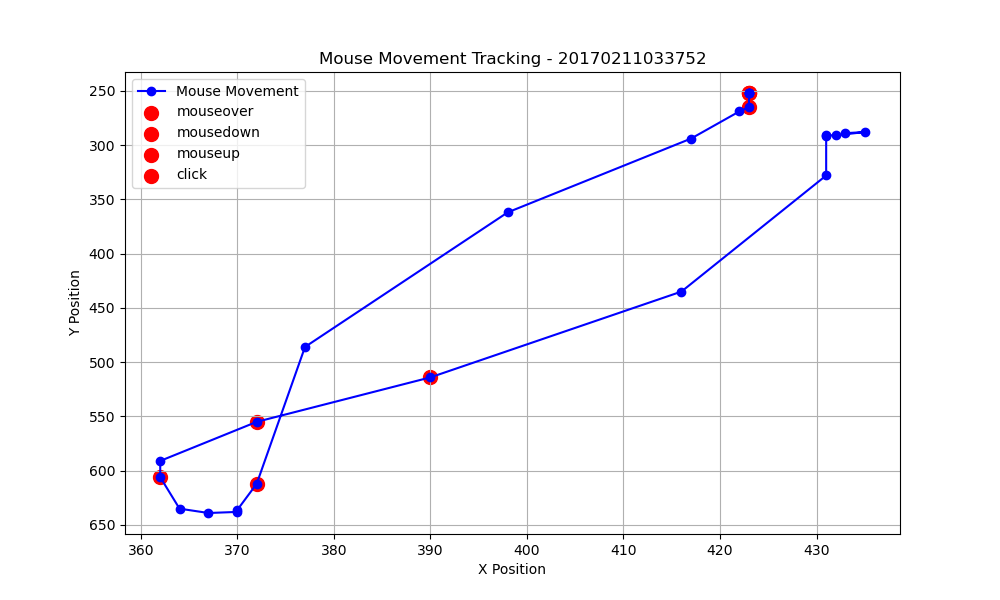 Mouse Movement Tracking - 20170211033752
Mouse Movement
mouseover
mousedown
mouseup
click
250
300
350
400
450
500
550
600
650
Y Position
360 370 380 390 400 410 420 430
X Position